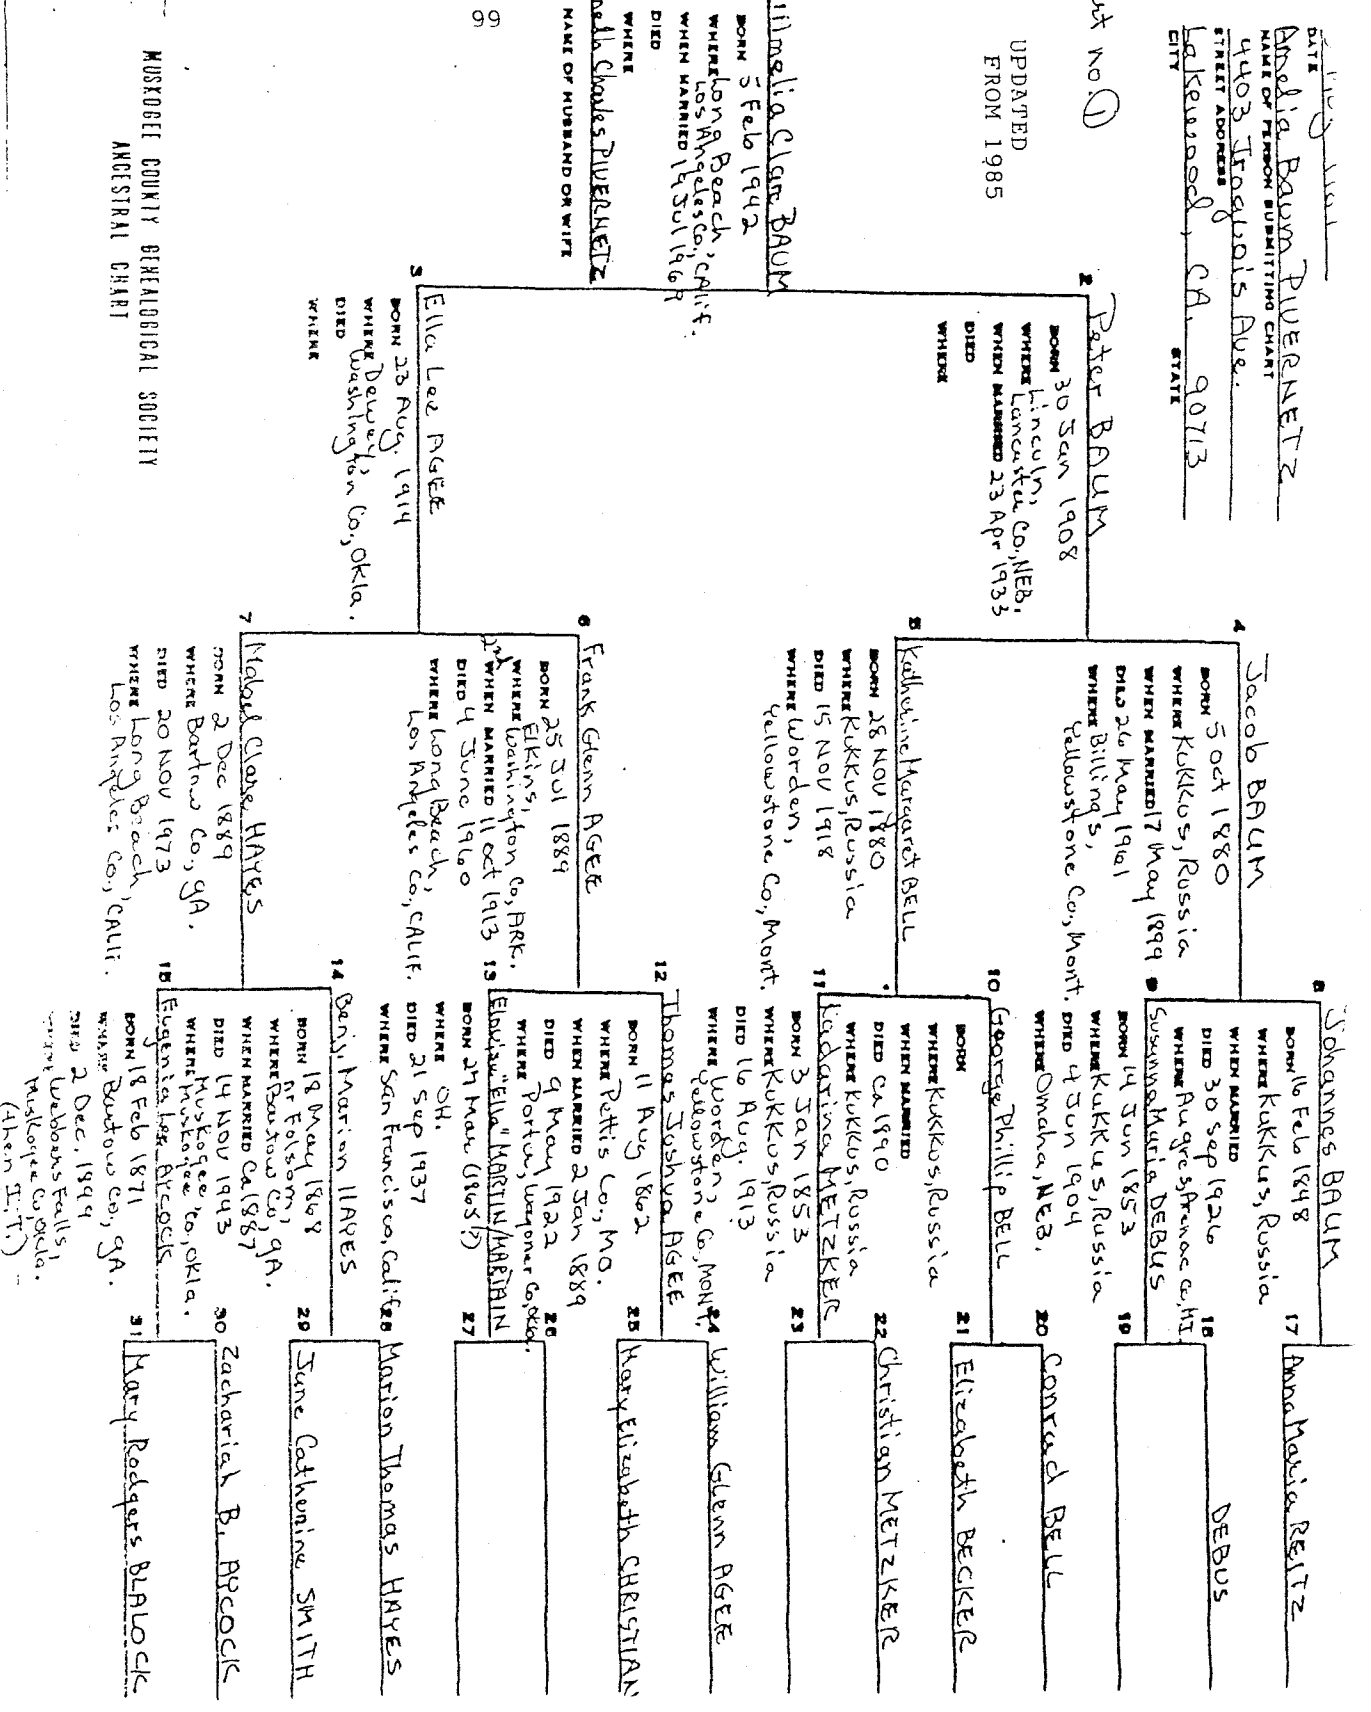 DATE
Amelia Baum PIVERNETZ
NAME OF PERSON SUBMITTING CHART
4403 Iroquois Ave.
STREET ADDRESS
Lakewood, CA. 90713
CITY STATE
no. 1
UPDATED
FROM 1985
Clare BAUM
BORN 5 Feb 1942
WHERE Long Beach,
Los Angeles Co., CALIF.
WHEN MARRIED 19 Jul 1969
DIED
WHERE
Charles PIVERNETZ
NAME OF HUSBAND OR WIFE
66
MUSKOGEE COUNTY GENEALOGICAL SOCIETY
ANCESTRAL CHART
2 Peter BAUM
BORN 30 Jan 1908
WHERE Lincoln,
Lancaster Co., NEB.
WHEN MARRIED 23 Apr 1933
DIED
WHERE
3 Ella Lee AGEE
BORN 23 Aug. 1914
WHERE Dewey,
Washington Co., Okla.
DIED
WHERE
4 Jacob BAUM
BORN 5 Oct 1880
WHERE Kukkus, Russia
WHEN MARRIED 17 May 1899
DIED 26 May 1961
WHERE Billings,
Yellowstone Co., Mont.
5 Katherine Margaret BELL
BORN 28 NOV 1880
WHERE Kukkus, Russia
DIED 15 NOV 1918
WHERE Worden,
Yellowstone Co., Mont.
6 Frank Glenn AGEE
BORN 25 Jul 1889
Elkins,
WHERE Washington Co, ARK.
2nd WHEN MARRIED 11 Oct 1913
DIED 4 June 1960
WHERE Long Beach,
Los Angeles Co., CALIF.
7 Mabel Clare HAYES
BORN 2 Dec 1889
WHERE Bartow Co., GA.
DIED 20 NOV 1973
WHERE Long Beach,
Los Angeles Co., CALIF.
8 Johannes BAUM
BORN 16 Feb 1848
WHERE Kukkus, Russia
WHEN MARRIED
DIED 30 Sep 1926
WHERE Augres, Arenac Co., MI
9 Susanna Maria DEBUS
BORN 14 Jun 1853
WHERE Kukkus, Russia
DIED 4 Jun 1904
WHERE Omaha, NEB.
10 George Phillip BELL
BORN
WHERE Kukkus, Russia
WHEN MARRIED
DIED Ca 1890
WHERE Kukkus, Russia
11 Kadarina METZKER
BORN 3 Jan 1853
WHERE Kukkus, Russia
DIED 16 Aug. 1913
WHERE Worden,
Yellowstone Co, MONT.
12 Thomas Joshua AGEE
BORN 11 Aug 1862
WHERE Pettis Co., MO.
WHEN MARRIED 2 Jan 1889
DIED 9 May 1922
WHERE Porter, Wagoner Co, Okla.
13 "Ella" MARTIN/MARTAIN
BORN 24 Mar (1865?)
WHERE OH.
DIED 21 Sep 1937
WHERE San Francisco, Calif
14 Benj. Marion HAYES
BORN 18 May 1868
nr Folsom,
WHERE Bartow Co, GA.
WHEN MARRIED Ca 1887
DIED 14 NOV 1943
Muskogee,
WHERE Muskogee Co, Okla.
15 Eugenia Lee AYCOCK
BORN 18 Feb 1871
WHERE Bartow Co., GA.
DIED 2 Dec. 1899
WHERE Webbers Falls,
Muskogee Co, Okla.
(then I.T.)
17 Anna Maria REITZ
18 DEBUS
19
20 Conrad BELL
21 Elizabeth BECKER
22 Christian METZKER
23
24 William Glenn AGEE
25 Mary Elizabeth CHRISTIAN
26
27
28 Marion Thomas HAYES
29 June Catherine SMITH
30 Zachariah B. AYCOCK
31 Mary Rodgers BLALOCK